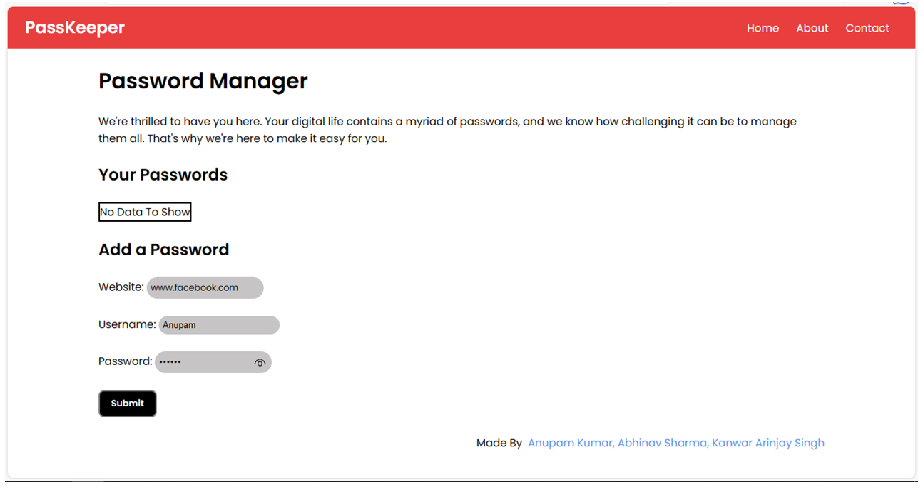 PassKeeper
Home About Contact
Password Manager
We're thrilled to have you here. Your digital life contains a myriad of passwords, and we know how challenging it can be to manage
them all. That's why we're here to make it easy for you.
Your Passwords
No Data To Show
Add a Password
Website: www.facebook.com
Username: Anupam
Password: ••••••
Submit
Made By Anupam Kumar, Abhinav Sharma, Kanwar Arinjay Singh